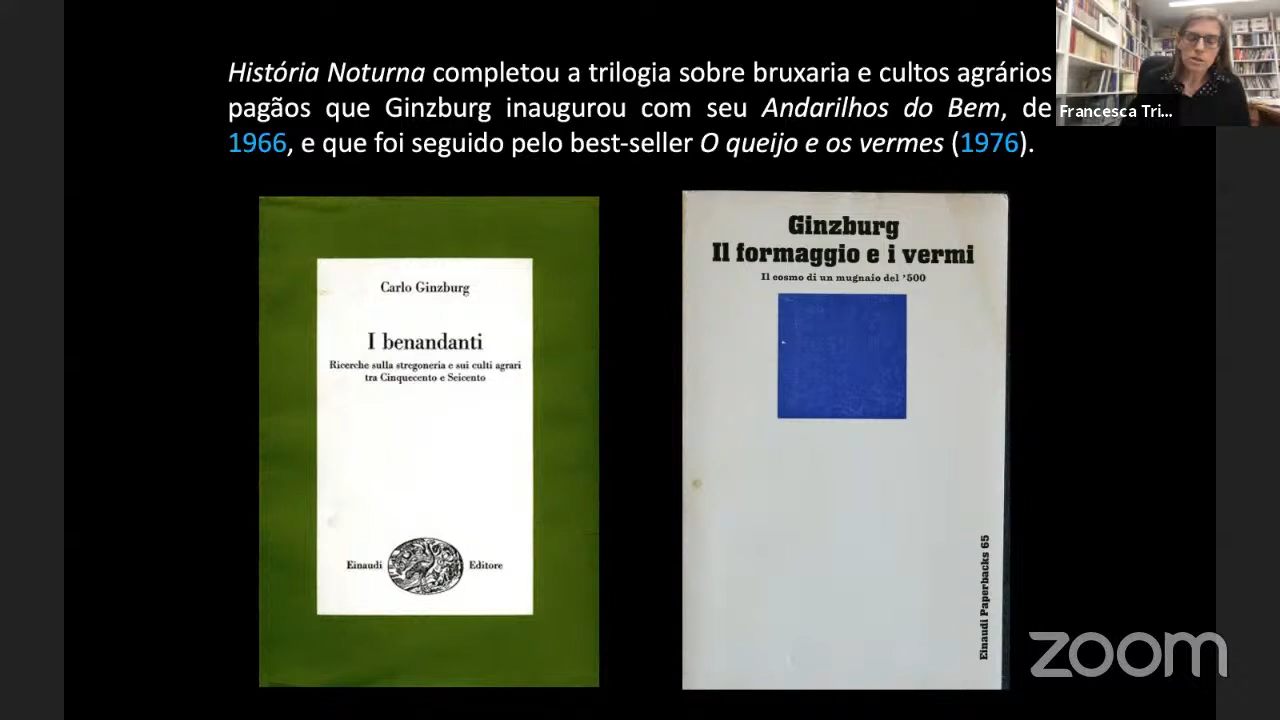 História Noturna completou a trilogia sobre bruxaria e cultos agrários
pagãos que Ginzburg inaugurou com seu Andarilhos do Bem, de
1966, e que foi seguido pelo best-seller O queijo e os vermes (1976).
Francesca Tri...
Carlo Ginzburg
I benandanti
Ricerche sulla stregoneria e sui culti agrari
tra Cinquecento e Seicento
Einaudi Editore
Ginzburg
Il formaggio e i vermi
Il cosmo di un mugnaio del '500
Einaudi Paperbacks 65
zoom